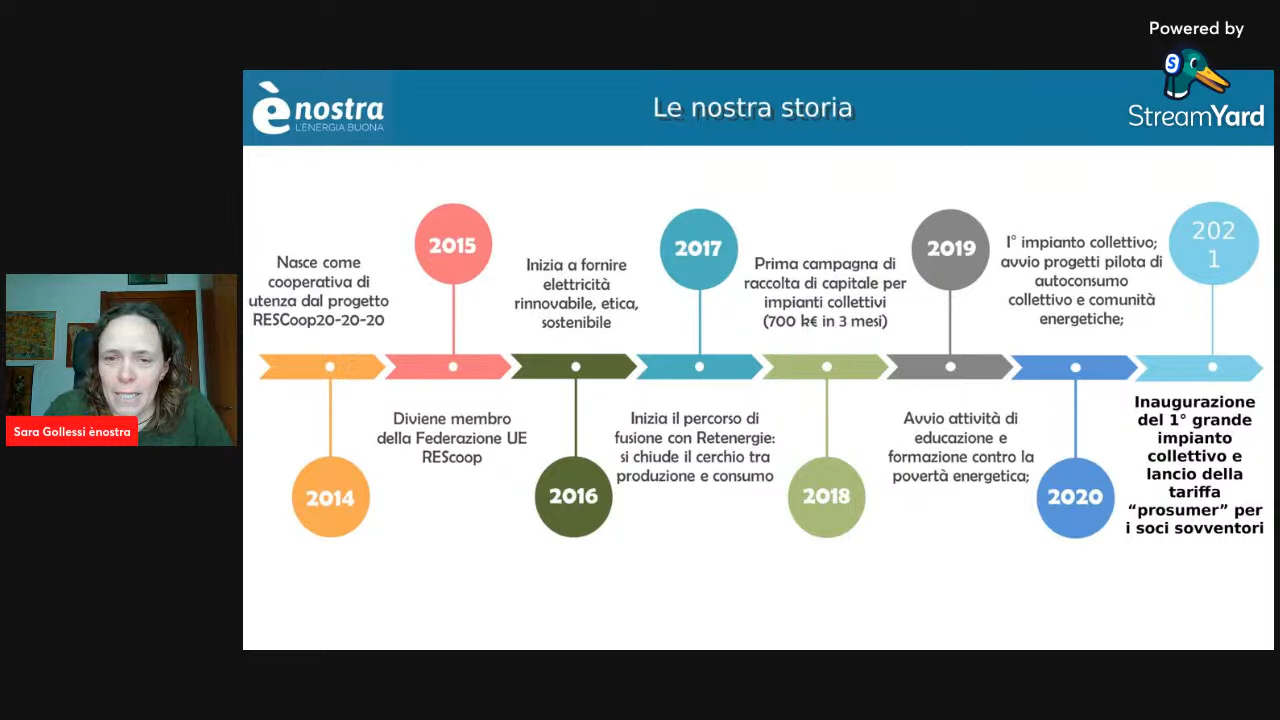 Powered by
StreamYard
S
è nostra
L'ENERGIA BUONA
Le nostra storia
Nasce come
cooperativa di
utenza dal progetto
RESCoop20-20-20
2014
2015
Diviene membro
della Federazione UE
REScoop
Inizia a fornire
elettricità
rinnovabile, etica,
sostenibile
2016
2017
Inizia il percorso di
fusione con Retenergie:
si chiude il cerchio tra
produzione e consumo
Prima campagna di
raccolta di capitale per
impianti collettivi
(700 k€ in 3 mesi)
2018
2019
Avvio attività di
educazione e
formazione contro la
povertà energetica;
1° impianto collettivo;
avvio progetti pilota di
autoconsumo
collettivo e comunità
energetiche;
2020
202
1
Inaugurazione
del 1° grande
impianto
collettivo e
lancio della
tariffa
“prosumer” per
i soci sovventori
Sara Gollessi ènostra